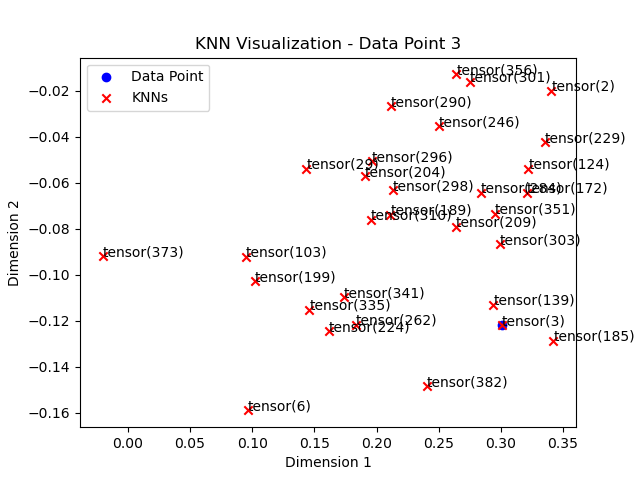 KNN Visualization - Data Point 3
Data Point
KNNs
tensor(356)
tensor(301)
tensor(2)
tensor(290)
tensor(246)
tensor(229)
tensor(296)
tensor(29)
tensor(204)
tensor(124)
tensor(298)
tensor(284)
tensor(172)
tensor(189)
tensor(310)
tensor(351)
tensor(209)
tensor(303)
tensor(373)
tensor(103)
tensor(199)
tensor(341)
tensor(335)
tensor(139)
tensor(262)
tensor(3)
tensor(224)
tensor(185)
tensor(382)
tensor(6)
−0.02
−0.04
−0.06
−0.08
−0.10
−0.12
−0.14
−0.16
Dimension 2
0.00 0.05 0.10 0.15 0.20 0.25 0.30 0.35
Dimension 1